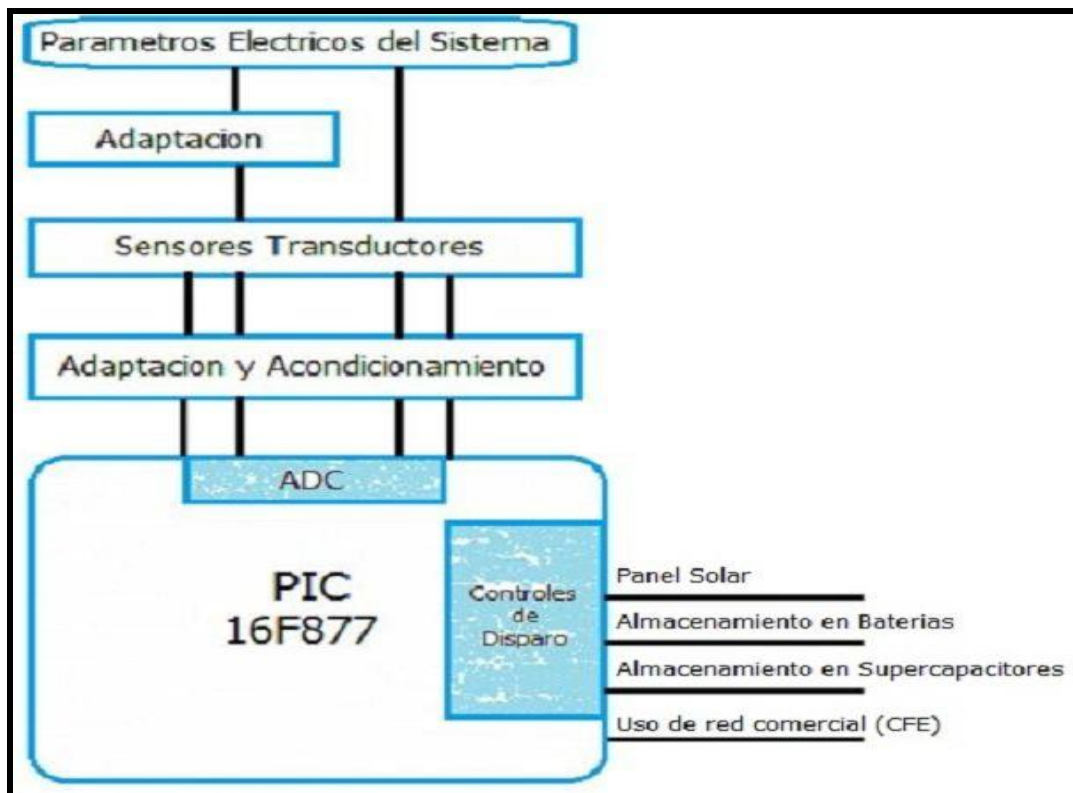 Parametros Electricos del Sistema
Adaptacion
Sensores Transductores
Adaptacion y Acondicionamiento
ADC
PIC
16F877
Controles
de
Disparo
Panel Solar
Almacenamiento en Baterias
Almacenamiento en Supercapacitores
Uso de red comercial (CFE)